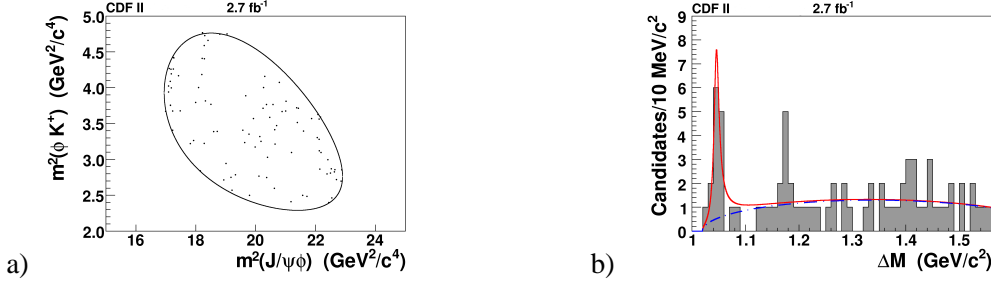 CDF II 2.7 fb⁻¹
m²(φ K⁺) (GeV²/c⁴)
5.0
4.5
4.0
3.5
3.0
2.5
2.0
16 18 20 22 24
m²(J/ψφ) (GeV²/c⁴)
a)
CDF II 2.7 fb⁻¹
Candidates/10 MeV/c²
9
8
7
6
5
4
3
2
1
0
1 1.1 1.2 1.3 1.4 1.5
ΔM (GeV/c²)
b)